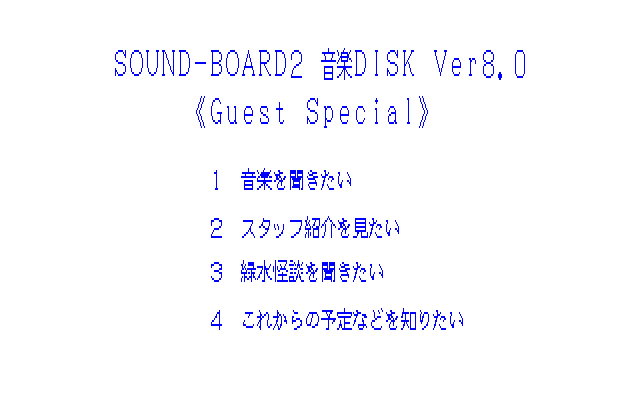 SOUND-BOARD2 音楽DISK Ver8.0
《Guest Special》
1 音楽を聞きたい
2 スタッフ紹介を見たい
3 緑水怪談を聞きたい
4 これからの予定などを知りたい